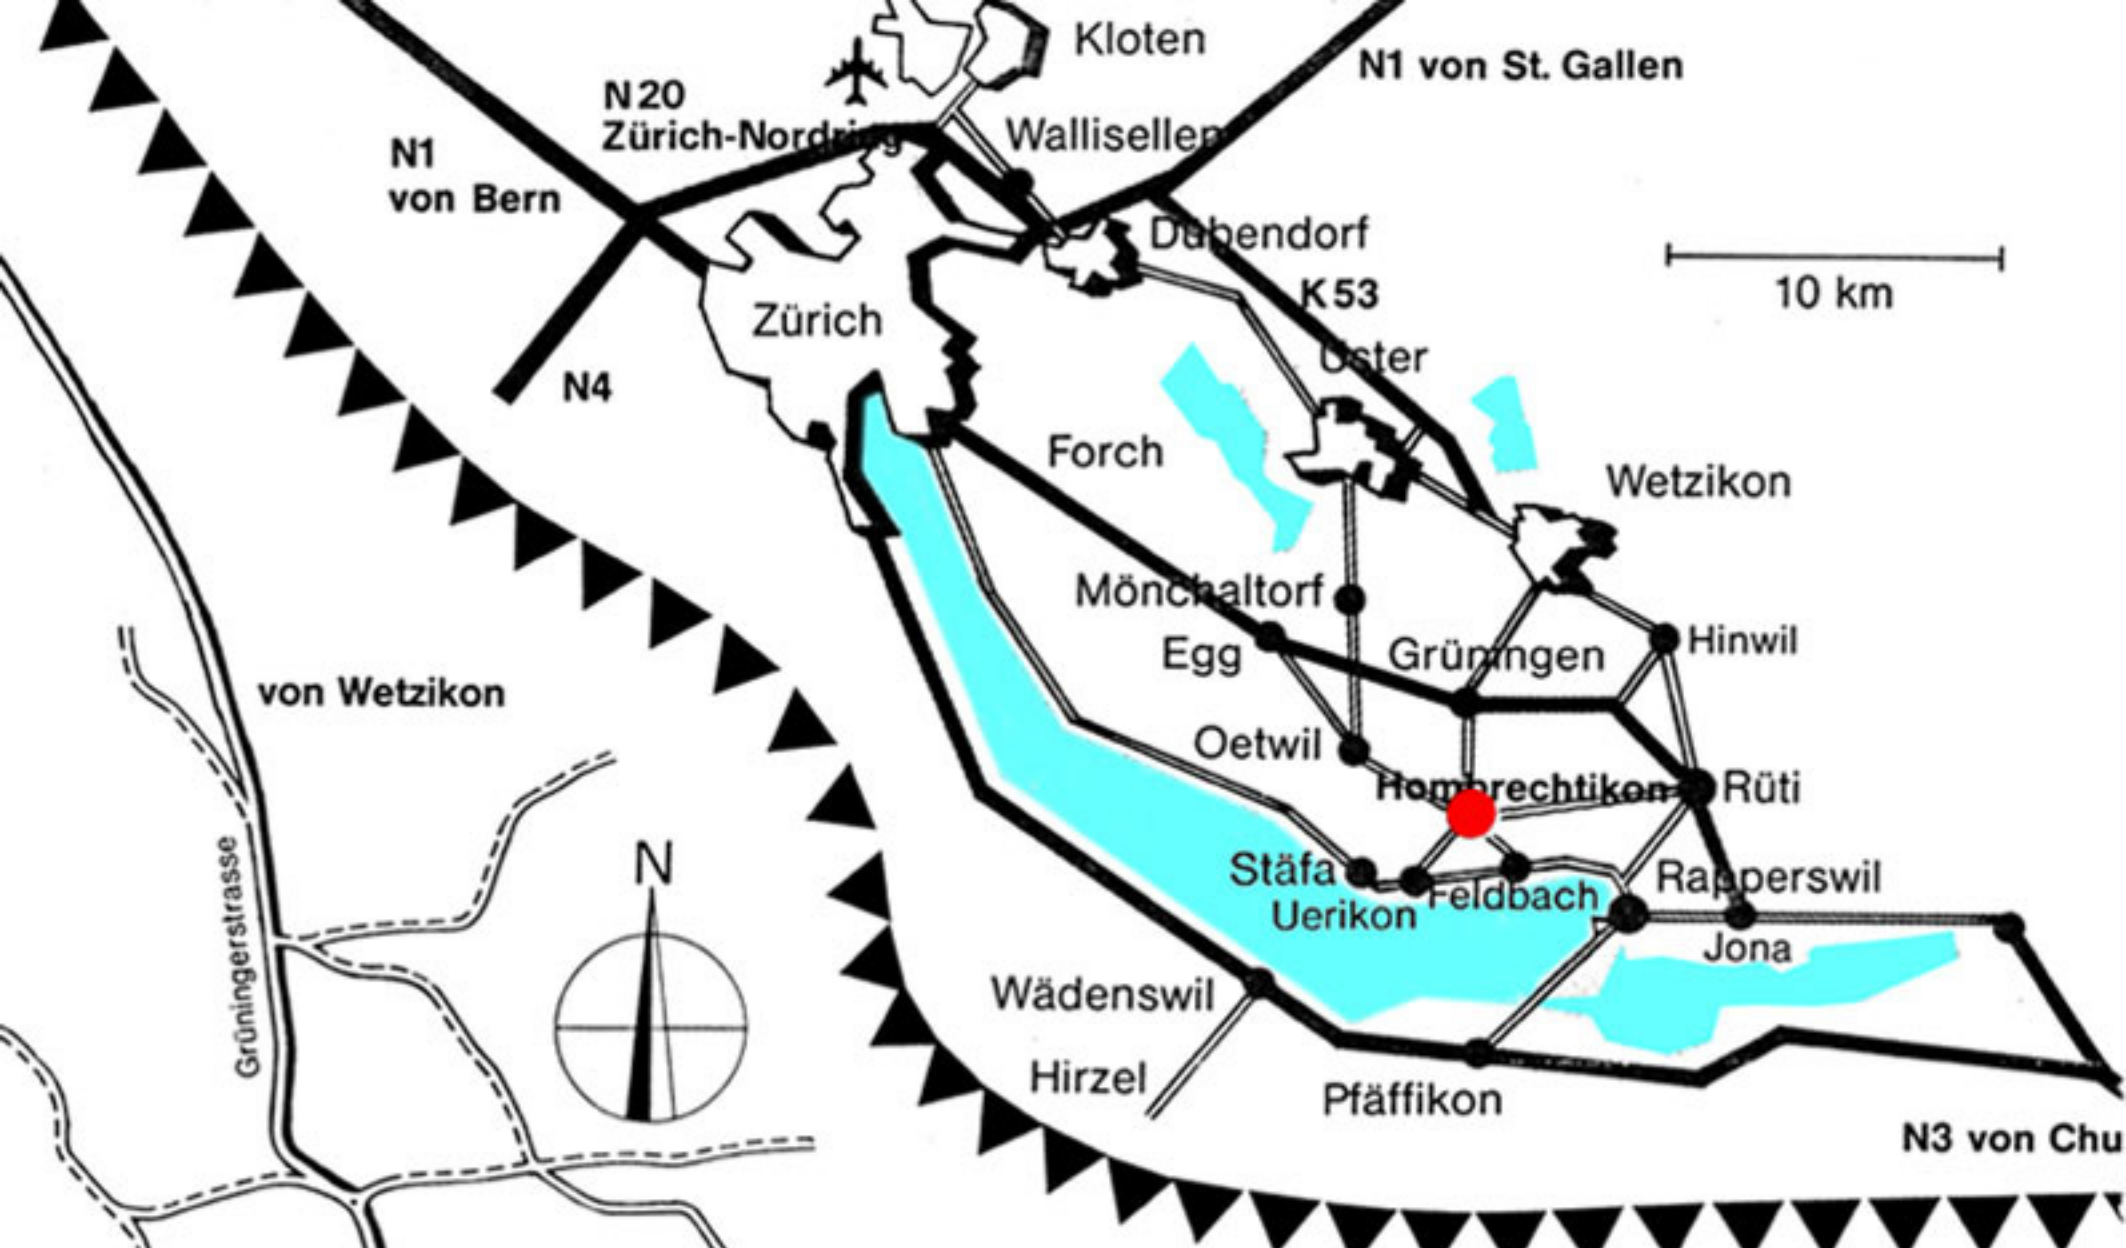 Kloten
N1 von St. Gallen
N20
Zürich-Nordring
Wallisellen
N1
von Bern
Dübendorf
K53
10 km
Zürich
Uster
N4
Forch
Wetzikon
Mönchaltorf
Egg
Grüningen
Hinwil
von Wetzikon
Oetwil
Hombrechtikon
Rüti
Grüningerstrasse
N
Stäfa
Feldbach
Rapperswil
Uerikon
Jona
Wädenswil
Hirzel
Pfäffikon
N3 von Chu